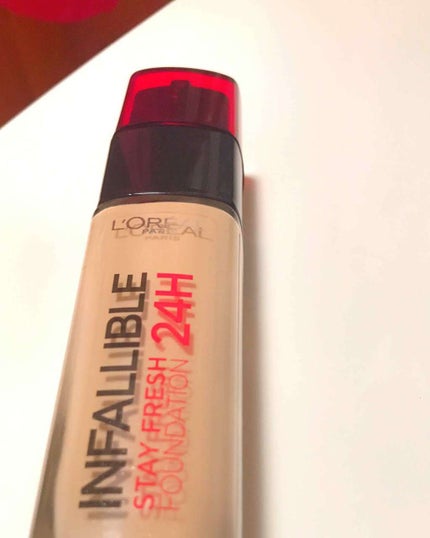 L'ORÉAL
PARIS
INFALLIBLE
STAY FRESH
FOUNDATION
24H